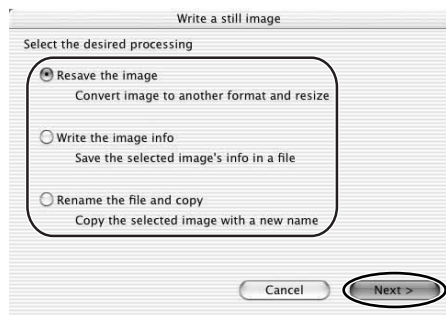 Write a still image
Select the desired processing
Resave the image
Convert image to another format and resize
Write the image info
Save the selected image's info in a file
Rename the file and copy
Copy the selected image with a new name
Cancel
Next >